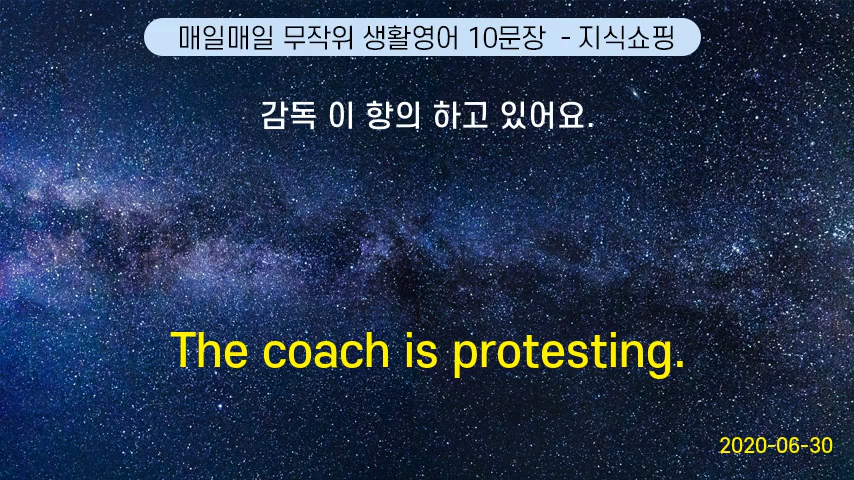 매일매일 무작위 생활영어 10문장 - 지식쇼핑
감독 이 향의 하고 있어요.
The coach is protesting.
2020-06-30